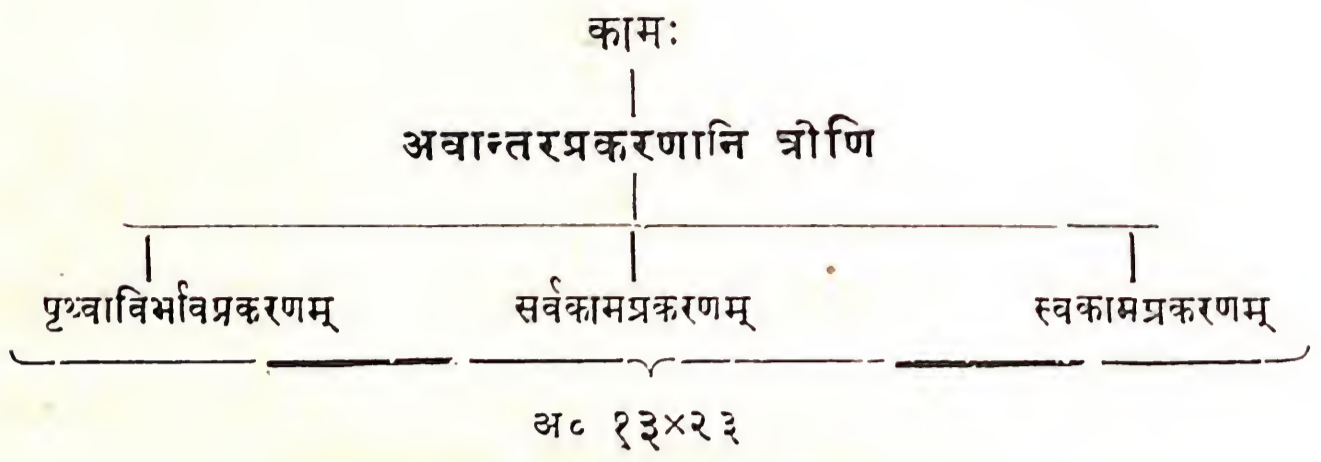 कामः
अवान्तरप्रकरणानि त्रीणि
पृथ्वाविर्भावप्रकरणम् सर्वकामप्रकरणम् स्वकामप्रकरणम्
अ० १३×२३